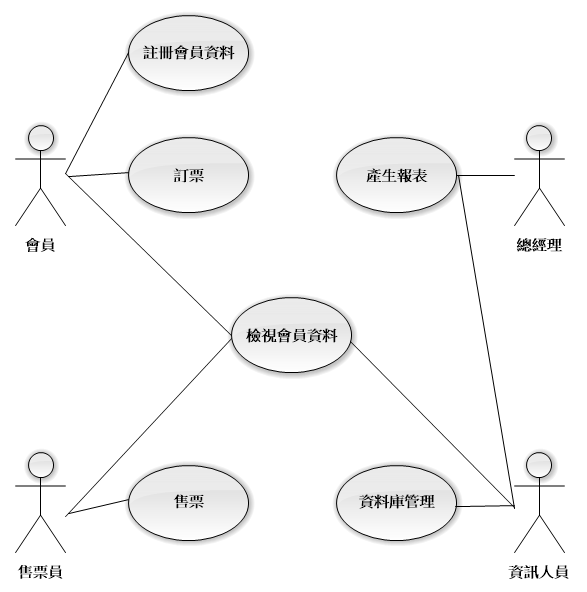 註冊會員資料
訂票
產生報表
會員
總經理
檢視會員資料
售票
資料庫管理
售票員
資訊人員